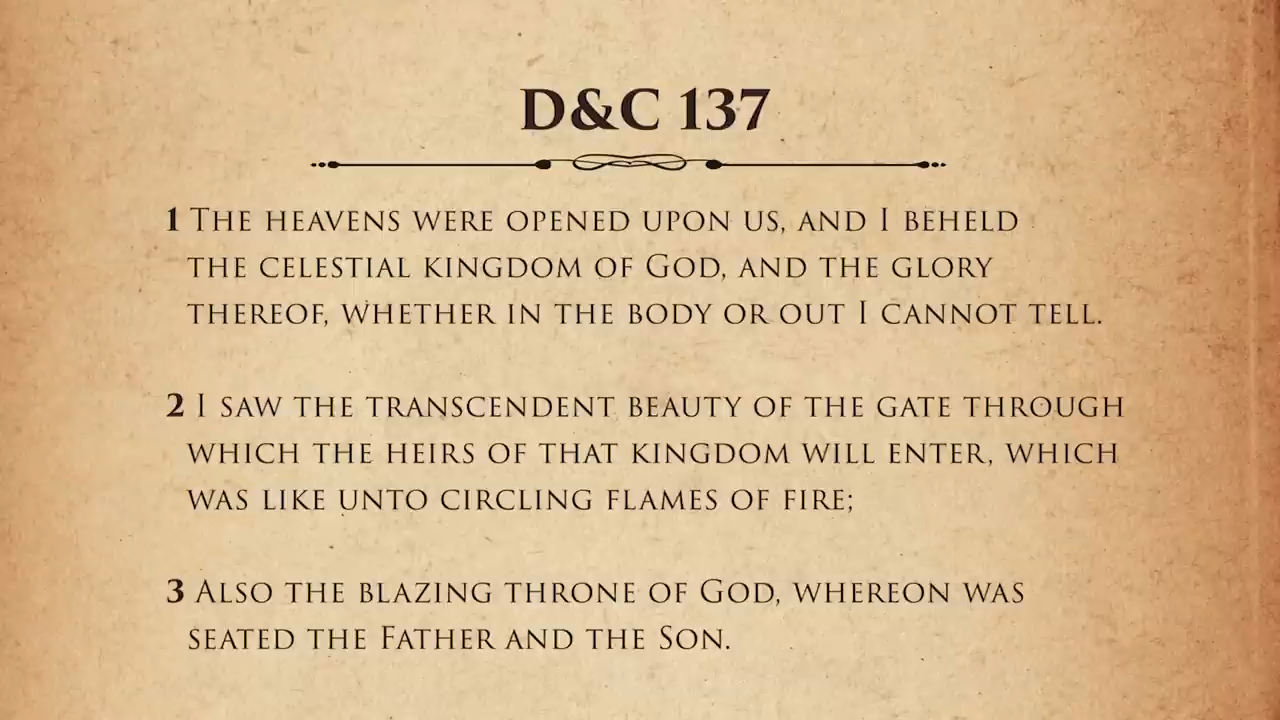 D&C 137
1 The heavens were opened upon us, and I beheld
the celestial kingdom of God, and the glory
thereof, whether in the body or out I cannot tell.
2 I saw the transcendent beauty of the gate through
which the heirs of that kingdom will enter, which
was like unto circling flames of fire;
3 Also the blazing throne of God, whereon was
seated the Father and the Son.